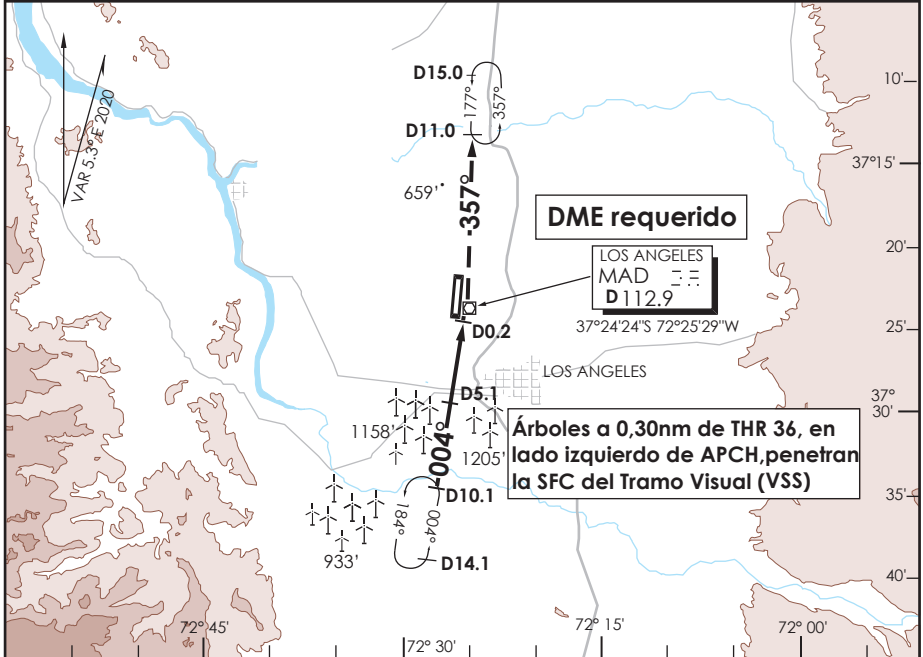 VAR 5.3° E 2020
D15.0
177°
357°
D11.0
10'
37°15'
659'
357°
DME requerido
LOS ANGELES
MAD
D 112.9
37°24'24"S 72°25'29"W
20'
25'
D0.2
LOS ANGELES
D5.1
37°
30'
1158'
004°
1205'
Árboles a 0,30nm de THR 36, en
lado izquierdo de APCH,penetran
la SFC del Tramo Visual (VSS)
D10.1
35'
184°
004°
933'
D14.1
40'
72° 45'
72° 30'
72° 15'
72° 00'